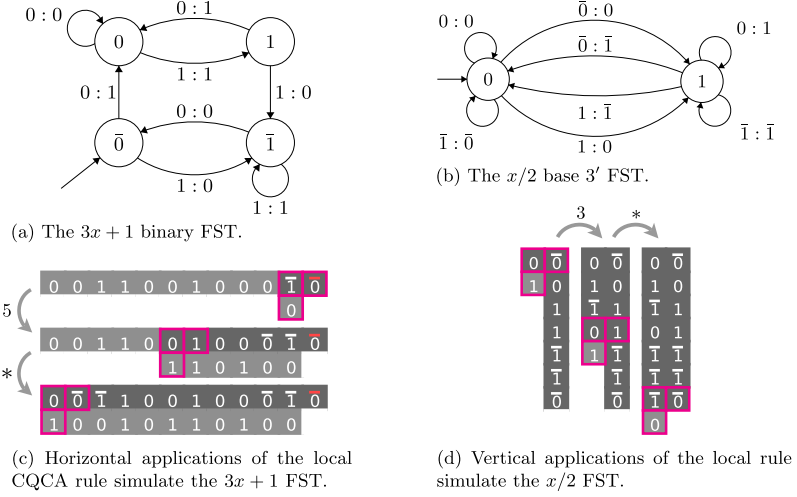 0 : 0
0 : 1
0
1
1 : 1
0 : 1
1 : 0
0 : 0
0̄
1̄
1 : 0
1 : 1
(a) The 3x + 1 binary FST.
0̄ : 0
0 : 0
0̄ : 1̄
0 : 1
0
1
1 : 1̄
1̄ : 0̄
1̄ : 1̄
1 : 0
(b) The x/2 base 3′ FST.
0 0 1 1 0 0 1 0 0 0 1̄ 0̄
0
5
0 0 1 1 0 0 1 0 0 0̄ 1̄ 0̄
1 1 0 1 0 0
*
0 0̄ 1̄ 1 0 0 1 0 0 0̄ 1̄ 0̄
1 0 0 1 0 1 1 0 1 0 0
(c) Horizontal applications of the local
CQCA rule simulate the 3x + 1 FST.
3 *
0 0̄ 0 0̄ 0 0̄
1 0 1 0 1 0
1 1̄ 1 1̄ 1
1 0 1 0 1
1̄ 1 1̄ 1̄ 1̄
1̄ 1̄ 1̄ 1̄
0̄ 0̄ 1̄ 0̄
0
(d) Vertical applications of the local rule
simulate the x/2 FST.